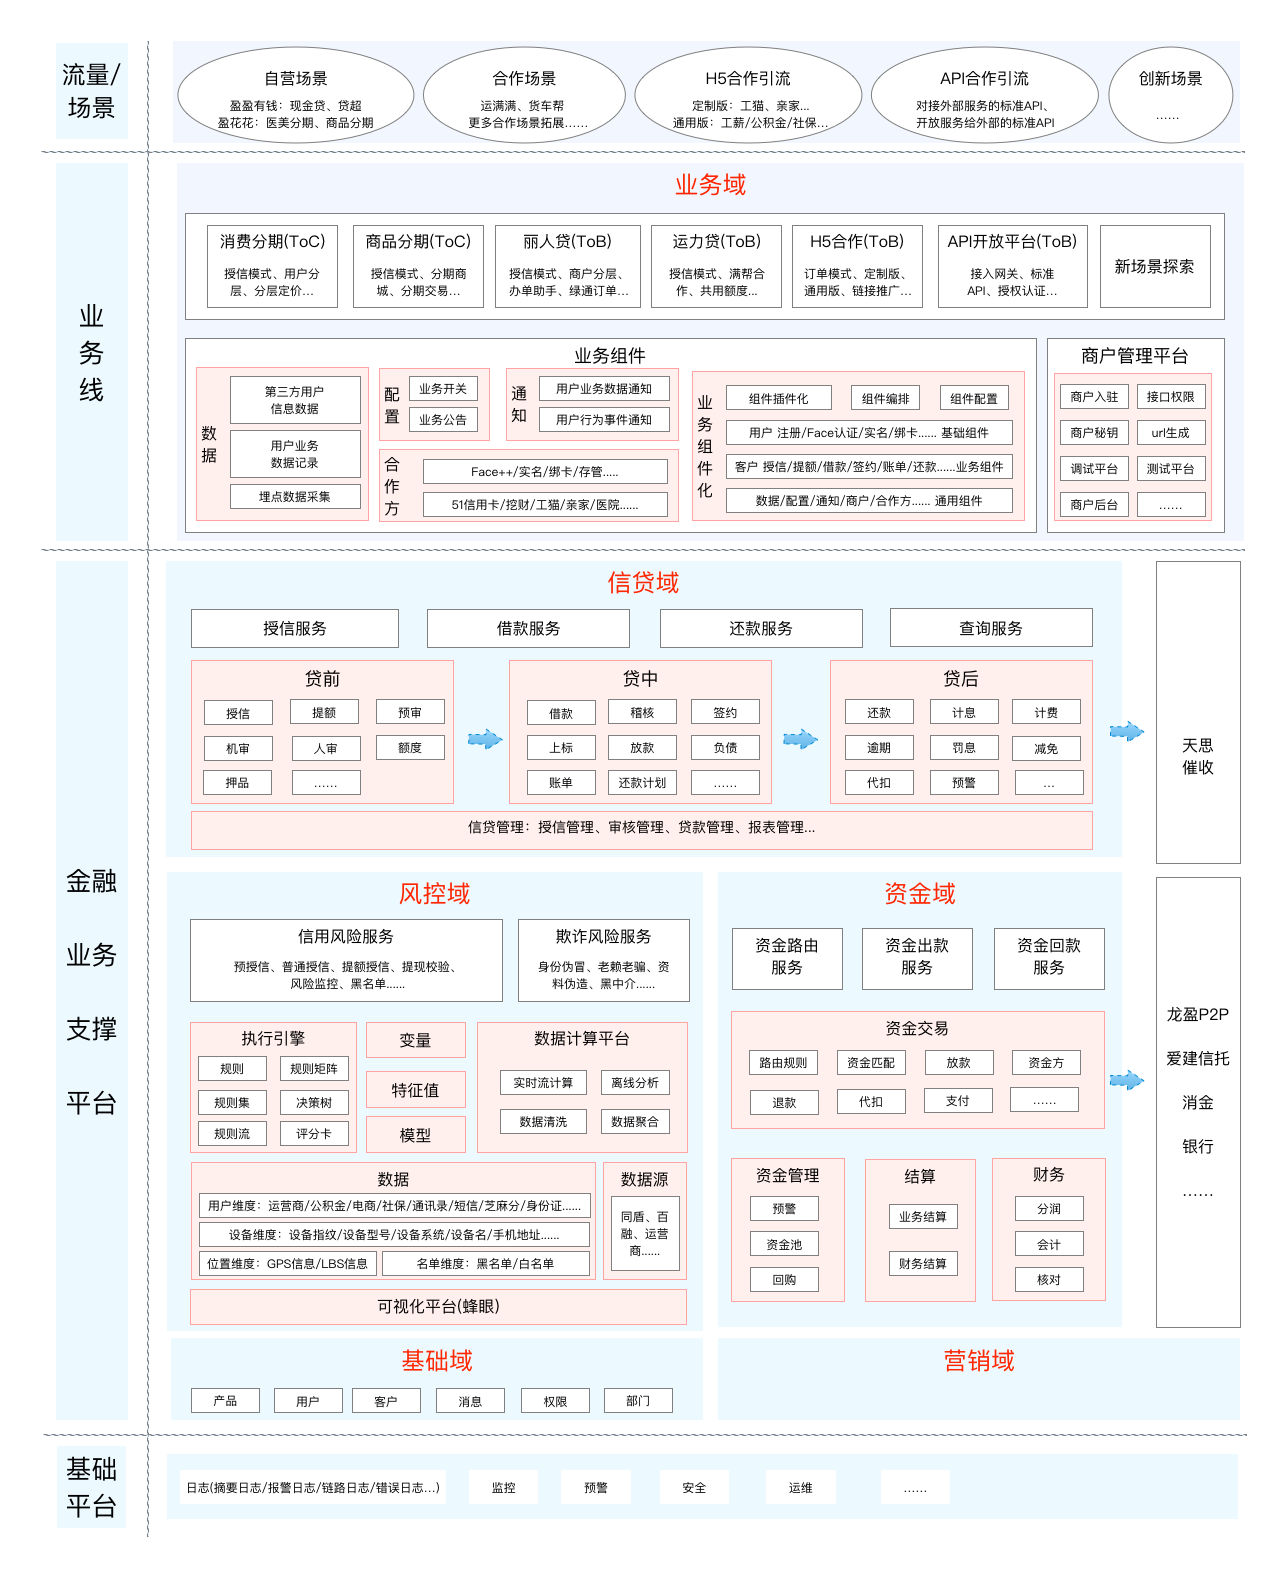 流量/
场景
自营场景
盈盈有钱：现金贷、贷超
盈花花：医美分期、商品分期
合作场景
运满满、货车帮
更多合作场景拓展......
H5合作引流
定制版：工猫、亲家...
通用版：工薪/公积金/社保...
API合作引流
对接外部服务的标准API、
开放服务给外部的标准API
创新场景
......
业
务
线
业务域
消费分期(ToC)
授信模式、用户分
层、分层定价...
商品分期(ToC)
授信模式、分期商
城、分期交易...
丽人贷(ToB)
授信模式、商户分层、
办单助手、绿通订单...
运力贷(ToB)
授信模式、满帮合
作、共用额度...
H5合作(ToB)
订单模式、定制版、
通用版、链接推广...
API开放平台(ToB)
接入网关、标准
API、授权认证...
新场景探索
业务组件
数
据
第三方用户
信息数据
用户业务
数据记录
埋点数据采集
配
置
业务开关
业务公告
通
知
用户业务数据通知
用户行为事件通知
合
作
方
Face++/实名/绑卡/存管.....
51信用卡/挖财/工猫/亲家/医院......
业
务
组
件
化
组件插件化
组件编排
组件配置
用户 注册/Face认证/实名/绑卡...... 基础组件
客户 授信/提额/借款/签约/账单/还款......业务组件
数据/配置/通知/商户/合作方...... 通用组件
商户管理平台
商户入驻
接口权限
商户秘钥
url生成
调试平台
测试平台
商户后台
......
金融
业务
支撑
平台
信贷域
授信服务
借款服务
还款服务
查询服务
贷前
授信
提额
预审
机审
人审
额度
押品
......
贷中
借款
稽核
签约
上标
放款
负债
账单
还款计划
......
贷后
还款
计息
计费
逾期
罚息
减免
代扣
预警
...
信贷管理：授信管理、审核管理、贷款管理、报表管理...
天思
催收
风控域
信用风险服务
预授信、普通授信、提额授信、提现校验、
风险监控、黑名单......
欺诈风险服务
身份伪冒、老赖老骗、资
料伪造、黑中介......
执行引擎
规则
规则矩阵
规则集
决策树
规则流
评分卡
变量
特征值
模型
数据计算平台
实时流计算
离线分析
数据清洗
数据聚合
数据
用户维度：运营商/公积金/电商/社保/通讯录/短信/芝麻分/身份证......
设备维度：设备指纹/设备型号/设备系统/设备名/手机地址......
位置维度：GPS信息/LBS信息
名单维度：黑名单/白名单
数据源
同盾、百
融、运营
商......
可视化平台(蜂眼)
资金域
资金路由
服务
资金出款
服务
资金回款
服务
资金交易
路由规则
资金匹配
放款
资金方
退款
代扣
支付
......
资金管理
预警
资金池
回购
结算
业务结算
财务结算
财务
分润
会计
核对
龙盈P2P
爱建信托
消金
银行
......
基础域
产品
用户
客户
消息
权限
部门
营销域
基础
平台
日志(摘要日志/报警日志/链路日志/错误日志...)
监控
预警
安全
运维
......